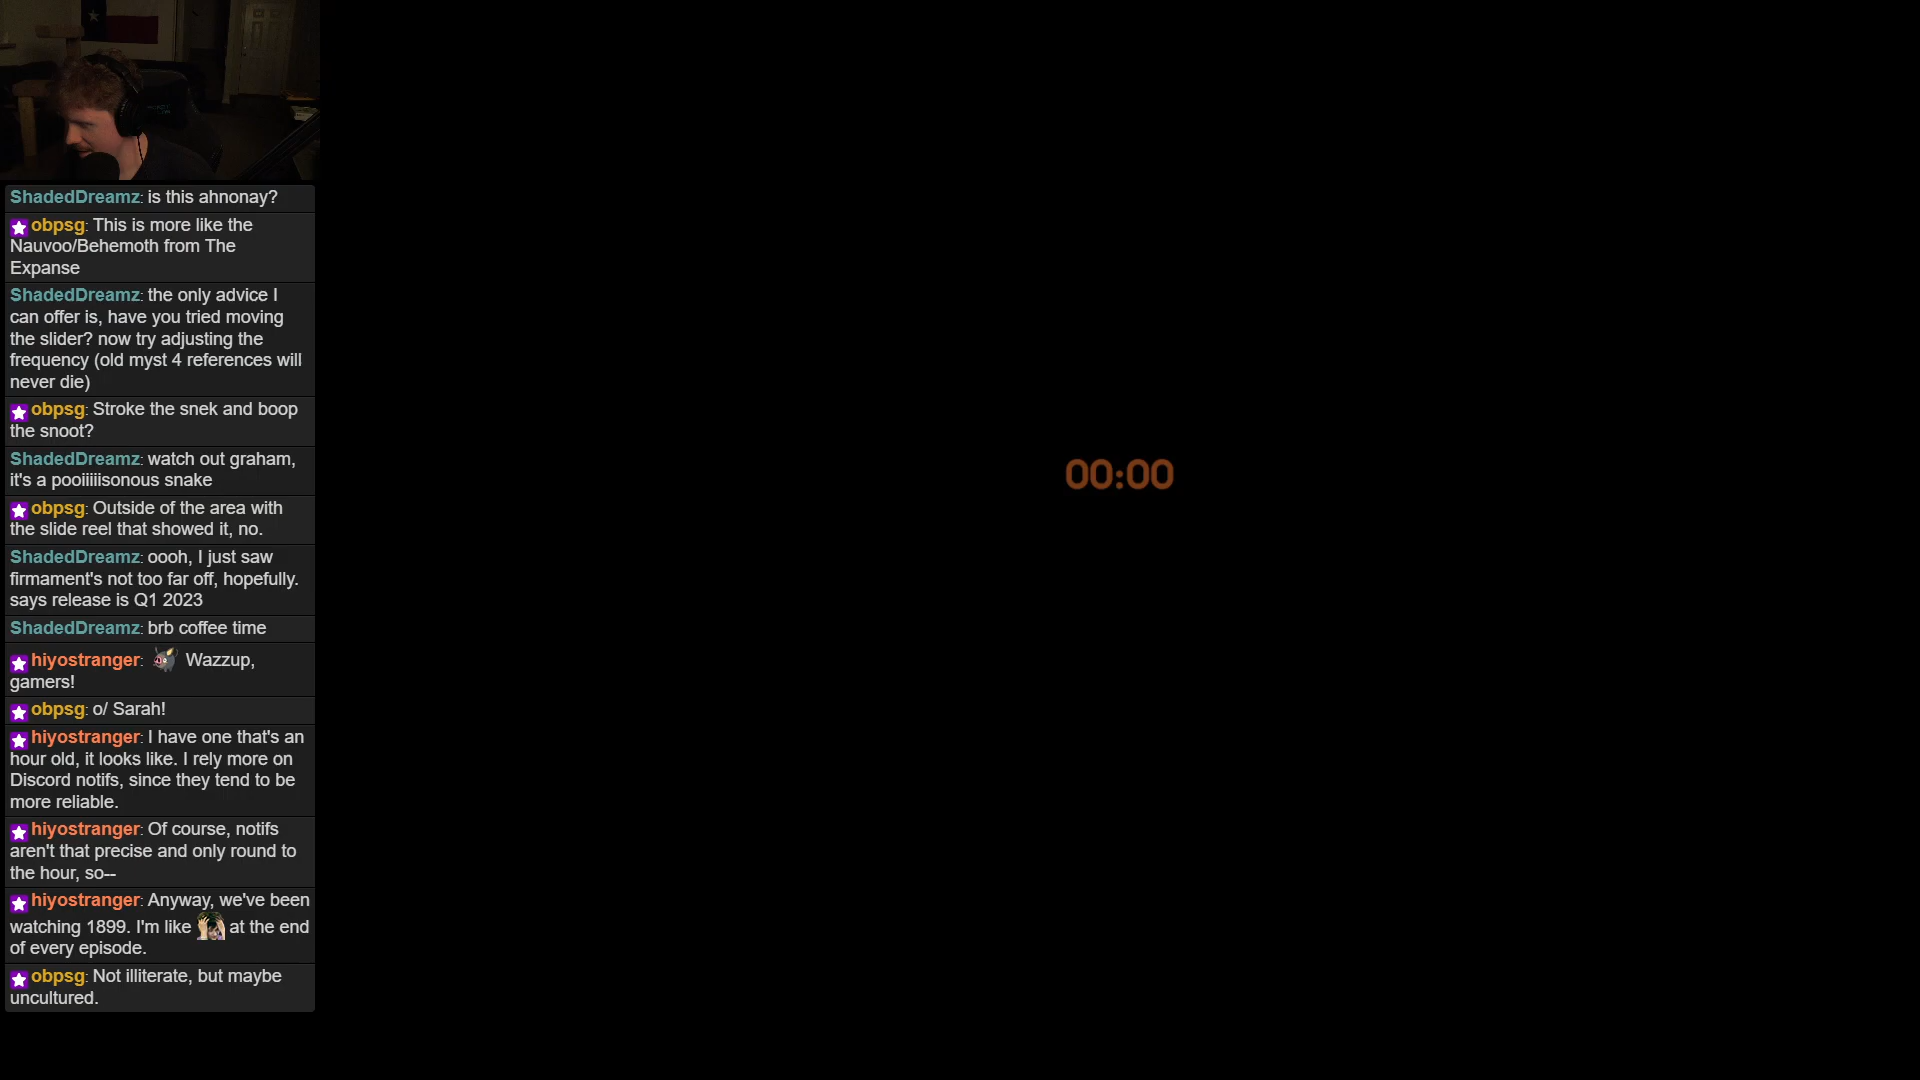 ShadedDreamz: is this ahnonay?
obpsg: This is more like the
Nauvoo/Behemoth from The
Expanse
ShadedDreamz: the only advice I
can offer is, have you tried moving
the slider? now try adjusting the
frequency (old myst 4 references will
never die)
obpsg: Stroke the snek and boop
the snoot?
ShadedDreamz: watch out graham,
it's a pooiiiiisonous snake
obpsg: Outside of the area with
the slide reel that showed it, no.
ShadedDreamz: oooh, I just saw
firmament's not too far off, hopefully.
says release is Q1 2023
ShadedDreamz: brb coffee time
hiyostranger: Wazzup,
gamers!
obpsg: o/ Sarah!
hiyostranger: I have one that's an
hour old, it looks like. I rely more on
Discord notifs, since they tend to be
more reliable.
hiyostranger: Of course, notifs
aren't that precise and only round to
the hour, so--
hiyostranger: Anyway, we've been
watching 1899. I'm like at the end
of every episode.
obpsg: Not illiterate, but maybe
uncultured.
00:00